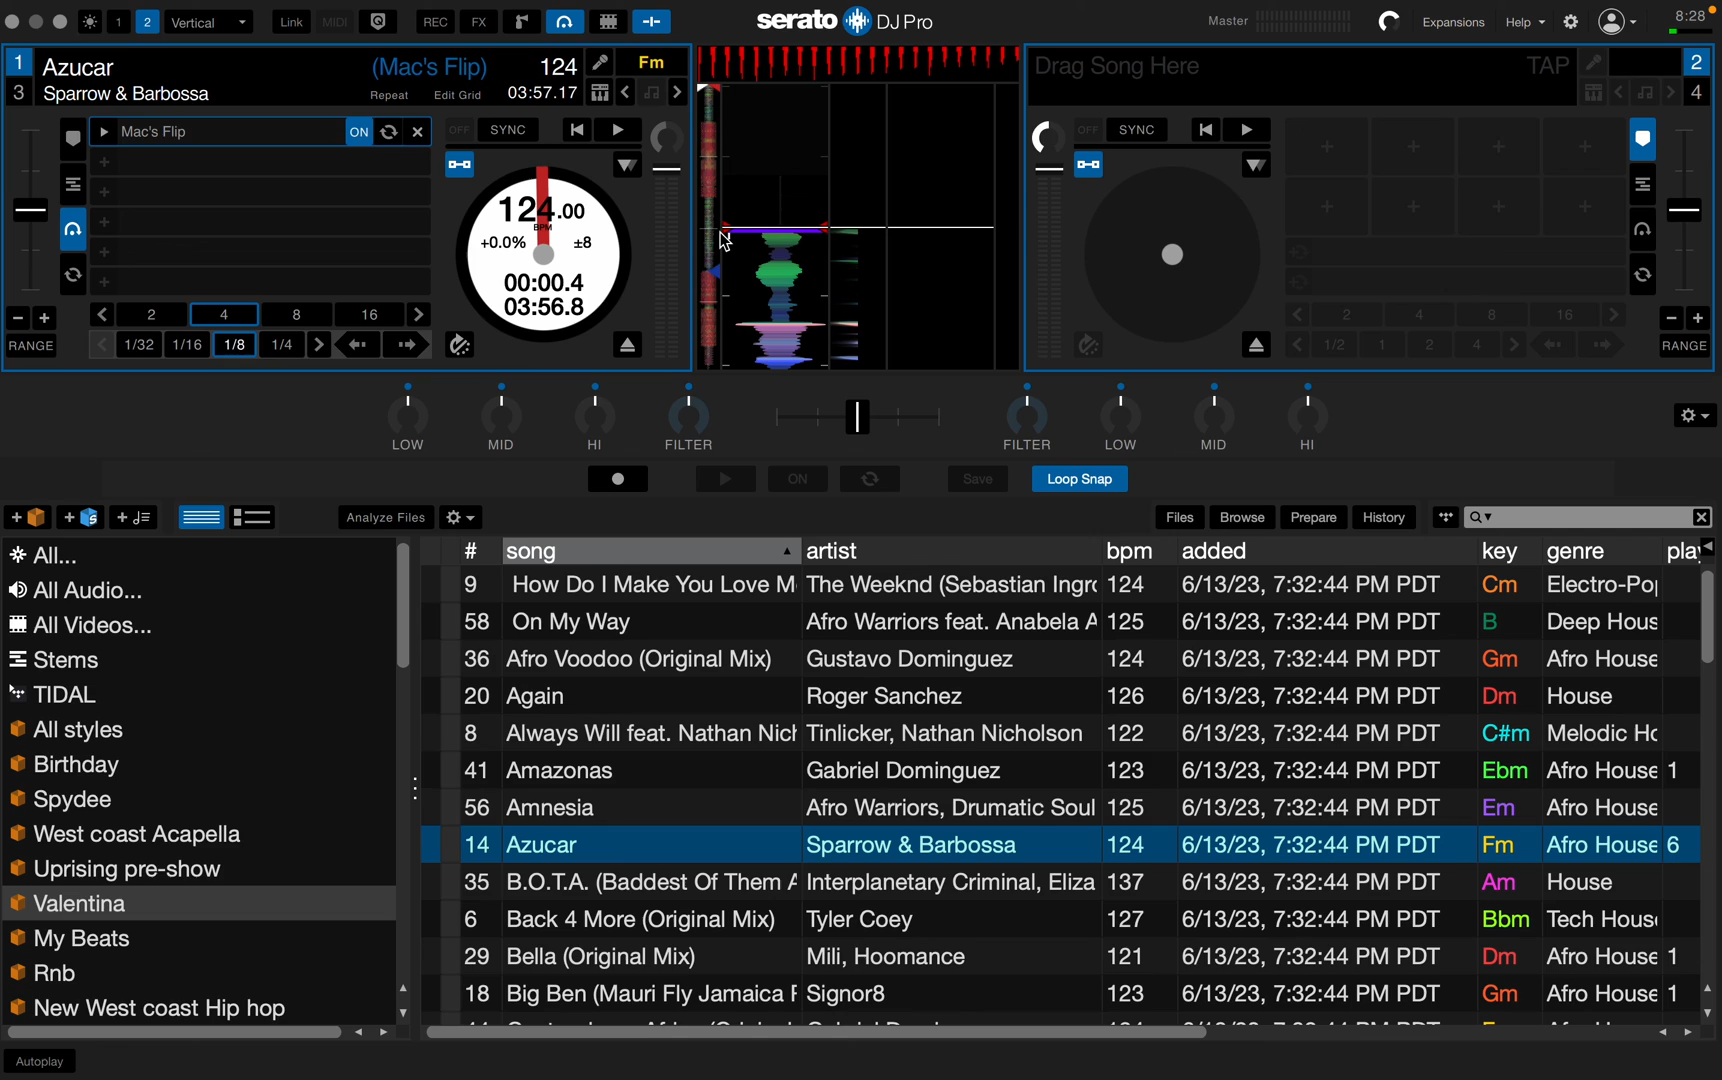 1 2 Vertical Link MIDI REC FX serato DJ Pro Master Expansions Help 8:28
1 Azucar (Mac's Flip) 124 Fm
3 Sparrow & Barbossa Repeat Edit Grid 03:57.17
Drag Song Here TAP 2
4
Mac's Flip ON
OFF SYNC
124.00
BPM
+0.0% ±8
00:00.4
03:56.8
2 4 8 16
RANGE 1/32 1/16 1/8 1/4
OFF SYNC
2 4 8 16
1/2 1 2 4 RANGE
LOW MID HI FILTER FILTER LOW MID HI
ON Save Loop Snap
Analyze Files Files Browse Prepare History
All...
All Audio...
All Videos...
Stems
TIDAL
All styles
Birthday
Spydee
West coast Acapella
Uprising pre-show
Valentina
My Beats
Rnb
New West coast Hip hop
# song artist bpm added key genre play
9 How Do I Make You Love M The Weeknd (Sebastian Ingr 124 6/13/23, 7:32:44 PM PDT Cm Electro-Po
58 On My Way Afro Warriors feat. Anabela A 125 6/13/23, 7:32:44 PM PDT B Deep Hous
36 Afro Voodoo (Original Mix) Gustavo Dominguez 124 6/13/23, 7:32:44 PM PDT Gm Afro House
20 Again Roger Sanchez 126 6/13/23, 7:32:44 PM PDT Dm House
8 Always Will feat. Nathan Nich Tinlicker, Nathan Nicholson 122 6/13/23, 7:32:44 PM PDT C#m Melodic Ho
41 Amazonas Gabriel Dominguez 123 6/13/23, 7:32:44 PM PDT Ebm Afro House 1
56 Amnesia Afro Warriors, Drumatic Soul 125 6/13/23, 7:32:44 PM PDT Em Afro House
14 Azucar Sparrow & Barbossa 124 6/13/23, 7:32:44 PM PDT Fm Afro House 6
35 B.O.T.A. (Baddest Of Them A Interplanetary Criminal, Eliza 137 6/13/23, 7:32:44 PM PDT Am House
6 Back 4 More (Original Mix) Tyler Coey 127 6/13/23, 7:32:44 PM PDT Bbm Tech Hous
29 Bella (Original Mix) Mili, Hoomance 121 6/13/23, 7:32:44 PM PDT Dm Afro House 1
18 Big Ben (Mauri Fly Jamaica F Signor8 123 6/13/23, 7:32:44 PM PDT Gm Afro House 1
Autoplay